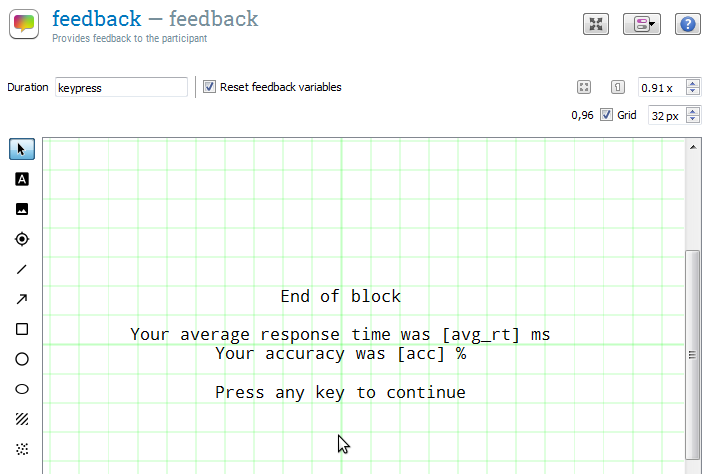 feedback — feedback
Provides feedback to the participant
Duration keypress Reset feedback variables 0.91 x
0,96 Grid 32 px
End of block
Your average response time was [avg_rt] ms
Your accuracy was [acc] %
Press any key to continue